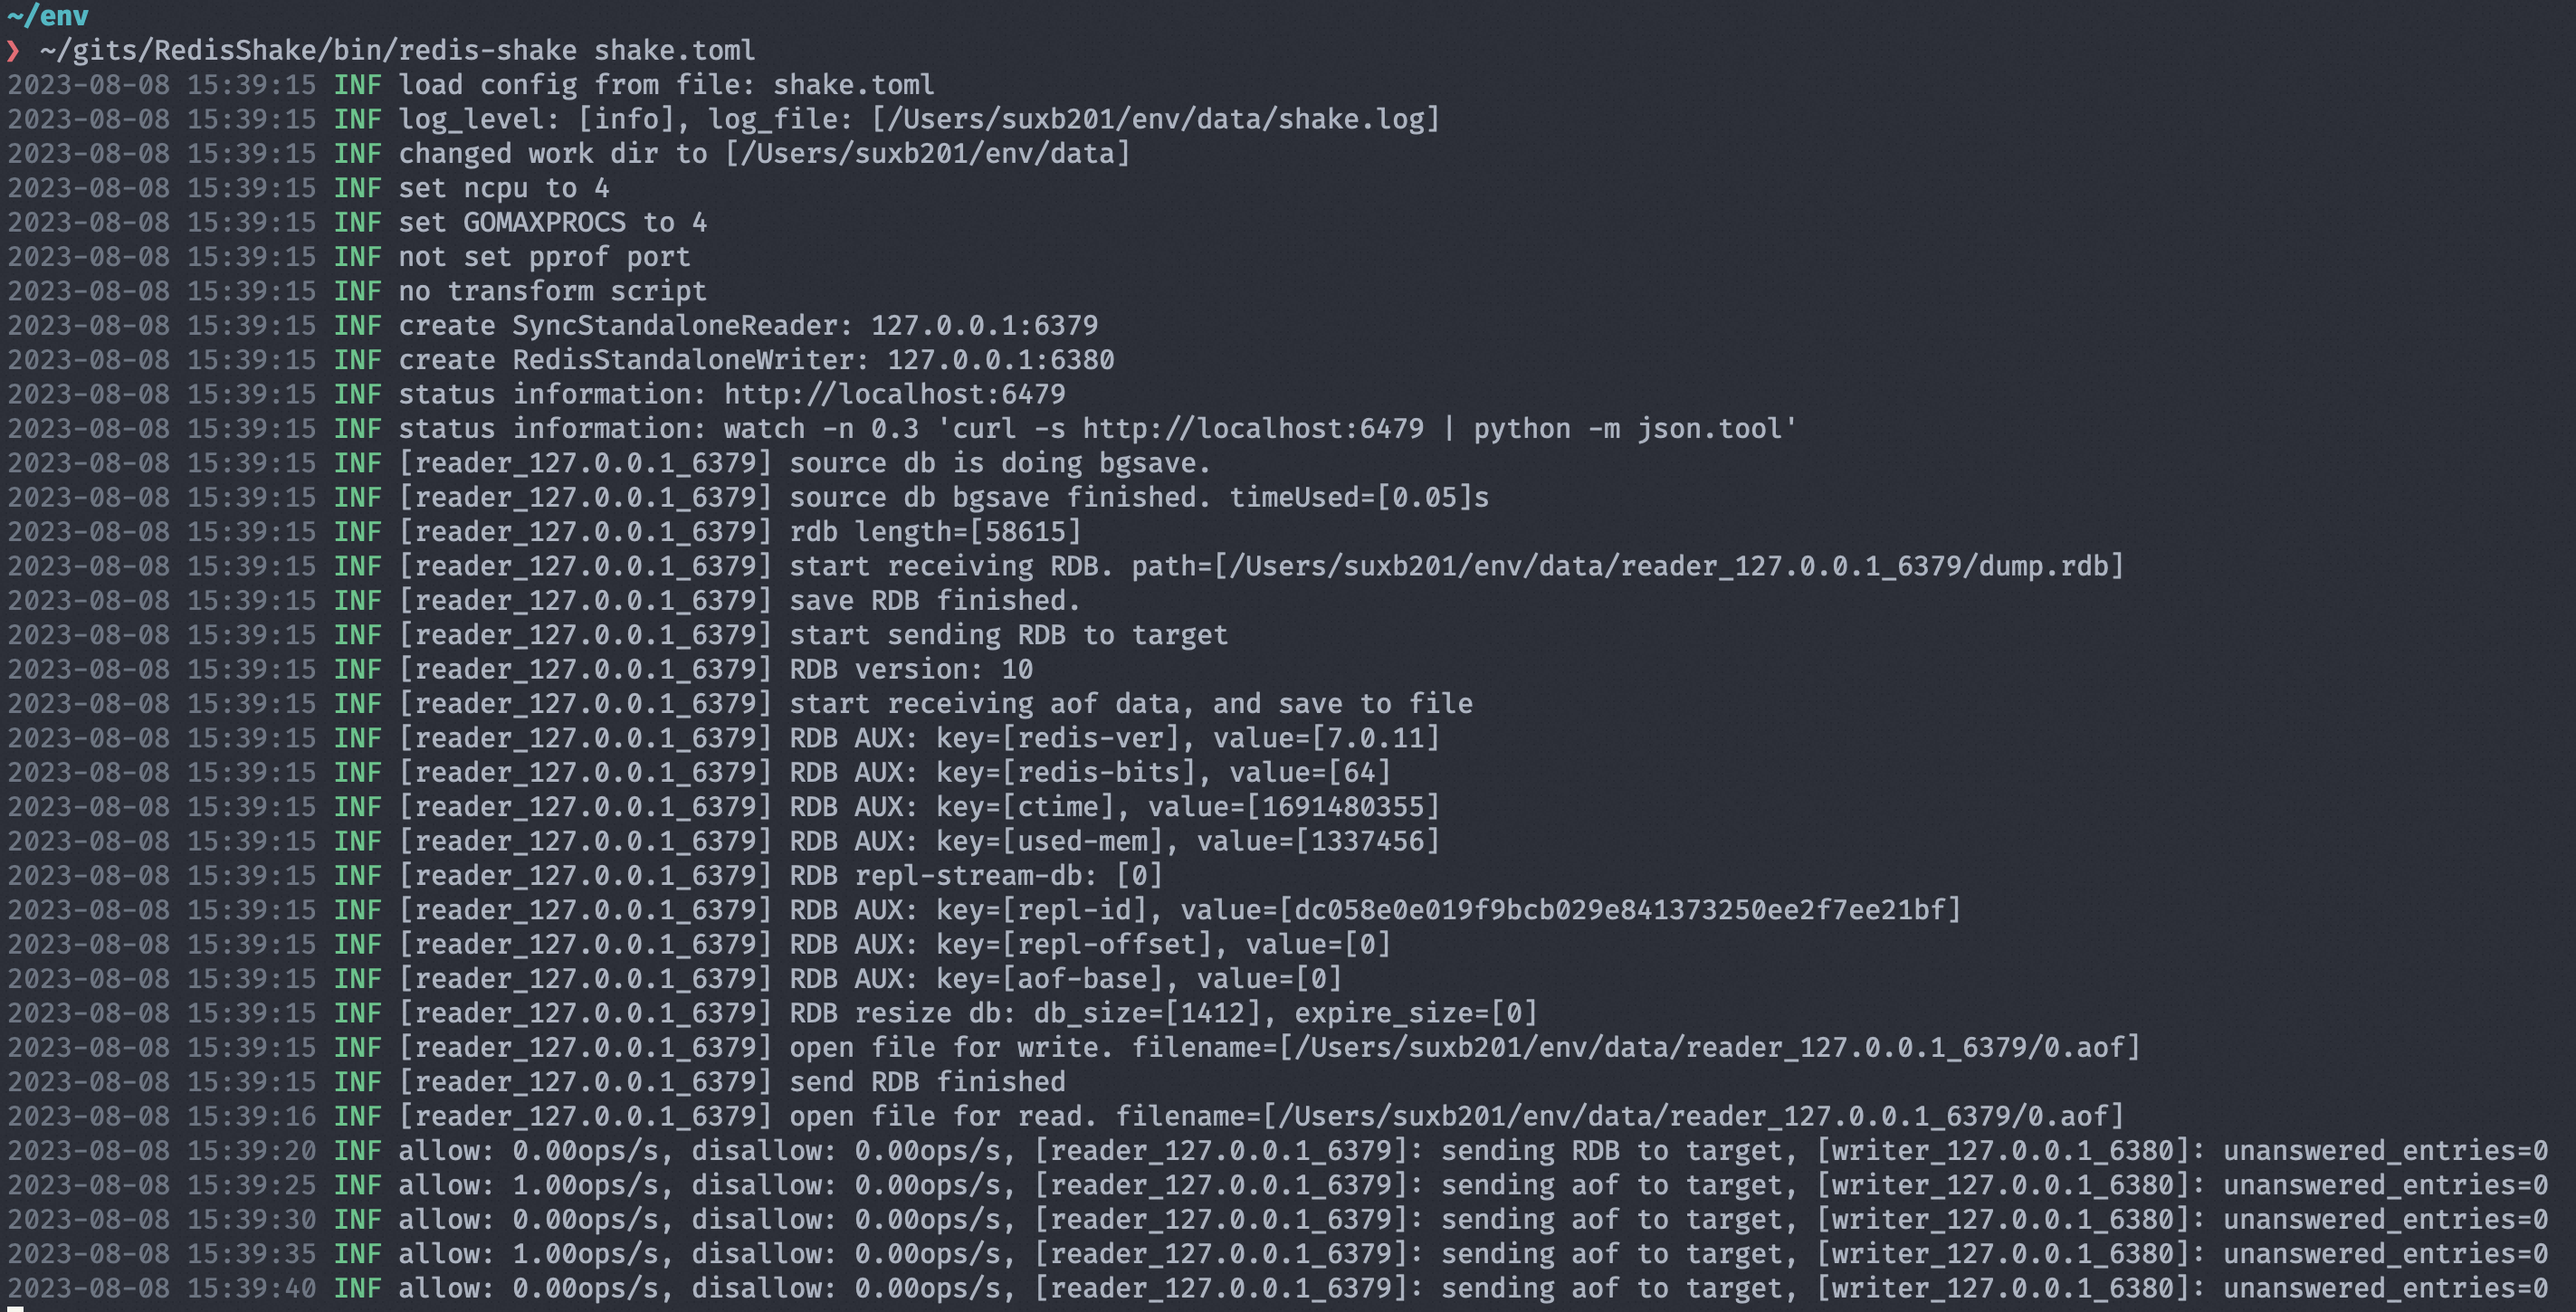 ~/env
❯ ~/gits/RedisShake/bin/redis-shake shake.toml
2023-08-08 15:39:15 INF load config from file: shake.toml
2023-08-08 15:39:15 INF log_level: [info], log_file: [/Users/suxb201/env/data/shake.log]
2023-08-08 15:39:15 INF changed work dir to [/Users/suxb201/env/data]
2023-08-08 15:39:15 INF set ncpu to 4
2023-08-08 15:39:15 INF set GOMAXPROCS to 4
2023-08-08 15:39:15 INF not set pprof port
2023-08-08 15:39:15 INF no transform script
2023-08-08 15:39:15 INF create SyncStandaloneReader: 127.0.0.1:6379
2023-08-08 15:39:15 INF create RedisStandaloneWriter: 127.0.0.1:6380
2023-08-08 15:39:15 INF status information: http://localhost:6479
2023-08-08 15:39:15 INF status information: watch -n 0.3 'curl -s http://localhost:6479 | python -m json.tool'
2023-08-08 15:39:15 INF [reader_127.0.0.1_6379] source db is doing bgsave.
2023-08-08 15:39:15 INF [reader_127.0.0.1_6379] source db bgsave finished. timeUsed=[0.05]s
2023-08-08 15:39:15 INF [reader_127.0.0.1_6379] rdb length=[58615]
2023-08-08 15:39:15 INF [reader_127.0.0.1_6379] start receiving RDB. path=[/Users/suxb201/env/data/reader_127.0.0.1_6379/dump.rdb]
2023-08-08 15:39:15 INF [reader_127.0.0.1_6379] save RDB finished.
2023-08-08 15:39:15 INF [reader_127.0.0.1_6379] start sending RDB to target
2023-08-08 15:39:15 INF [reader_127.0.0.1_6379] RDB version: 10
2023-08-08 15:39:15 INF [reader_127.0.0.1_6379] start receiving aof data, and save to file
2023-08-08 15:39:15 INF [reader_127.0.0.1_6379] RDB AUX: key=[redis-ver], value=[7.0.11]
2023-08-08 15:39:15 INF [reader_127.0.0.1_6379] RDB AUX: key=[redis-bits], value=[64]
2023-08-08 15:39:15 INF [reader_127.0.0.1_6379] RDB AUX: key=[ctime], value=[1691480355]
2023-08-08 15:39:15 INF [reader_127.0.0.1_6379] RDB AUX: key=[used-mem], value=[1337456]
2023-08-08 15:39:15 INF [reader_127.0.0.1_6379] RDB repl-stream-db: [0]
2023-08-08 15:39:15 INF [reader_127.0.0.1_6379] RDB AUX: key=[repl-id], value=[dc058e0e019f9bcb029e841373250ee2f7ee21bf]
2023-08-08 15:39:15 INF [reader_127.0.0.1_6379] RDB AUX: key=[repl-offset], value=[0]
2023-08-08 15:39:15 INF [reader_127.0.0.1_6379] RDB AUX: key=[aof-base], value=[0]
2023-08-08 15:39:15 INF [reader_127.0.0.1_6379] RDB resize db: db_size=[1412], expire_size=[0]
2023-08-08 15:39:15 INF [reader_127.0.0.1_6379] open file for write. filename=[/Users/suxb201/env/data/reader_127.0.0.1_6379/0.aof]
2023-08-08 15:39:15 INF [reader_127.0.0.1_6379] send RDB finished
2023-08-08 15:39:16 INF [reader_127.0.0.1_6379] open file for read. filename=[/Users/suxb201/env/data/reader_127.0.0.1_6379/0.aof]
2023-08-08 15:39:20 INF allow: 0.00ops/s, disallow: 0.00ops/s, [reader_127.0.0.1_6379]: sending RDB to target, [writer_127.0.0.1_6380]: unanswered_entries=0
2023-08-08 15:39:25 INF allow: 1.00ops/s, disallow: 0.00ops/s, [reader_127.0.0.1_6379]: sending aof to target, [writer_127.0.0.1_6380]: unanswered_entries=0
2023-08-08 15:39:30 INF allow: 0.00ops/s, disallow: 0.00ops/s, [reader_127.0.0.1_6379]: sending aof to target, [writer_127.0.0.1_6380]: unanswered_entries=0
2023-08-08 15:39:35 INF allow: 1.00ops/s, disallow: 0.00ops/s, [reader_127.0.0.1_6379]: sending aof to target, [writer_127.0.0.1_6380]: unanswered_entries=0
2023-08-08 15:39:40 INF allow: 0.00ops/s, disallow: 0.00ops/s, [reader_127.0.0.1_6379]: sending aof to target, [writer_127.0.0.1_6380]: unanswered_entries=0